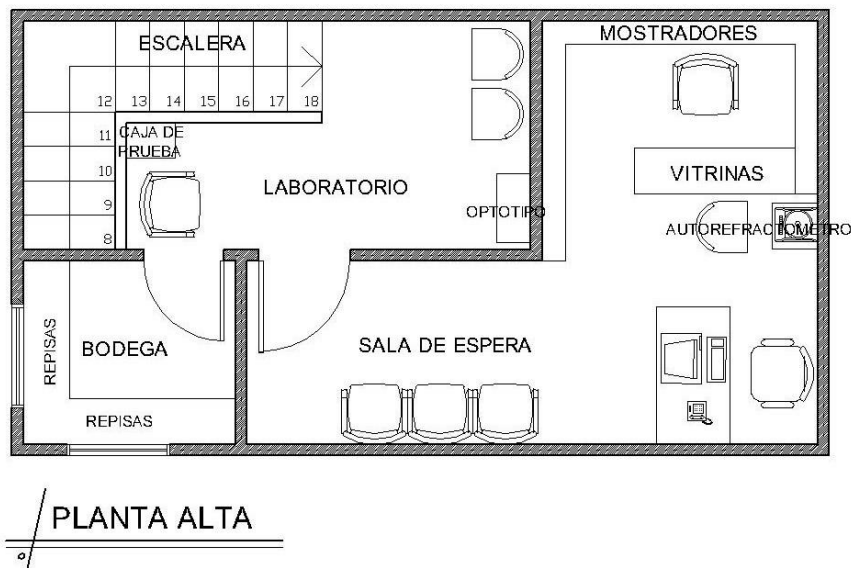 ESCALERA
MOSTRADORES
12 13 14 15 16 17 18
11
CAJA DE
PRUEBA
10
9
8
LABORATORIO
VITRINAS
OPTOTIPO
AUTOREFRACTOMETRO
REPISAS
BODEGA
SALA DE ESPERA
REPISAS
PLANTA ALTA